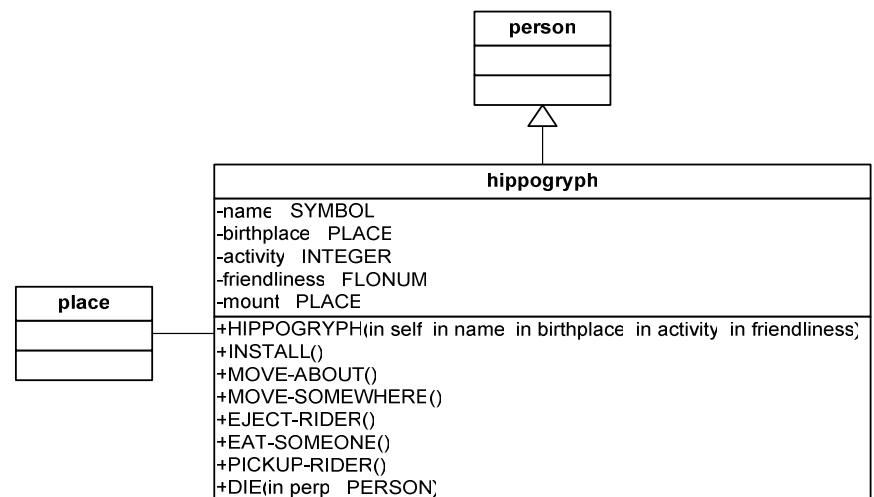 person
hippogryph
-name SYMBOL
-birthplace PLACE
-activity INTEGER
-friendliness FLONUM
-mount PLACE
place
+HIPPOGRYPH(in self in name in birthplace in activity in friendliness)
+INSTALL()
+MOVE-ABOUT()
+MOVE-SOMEWHERE()
+EJECT-RIDER()
+EAT-SOMEONE()
+PICKUP-RIDER()
+DIE(in perp PERSON)